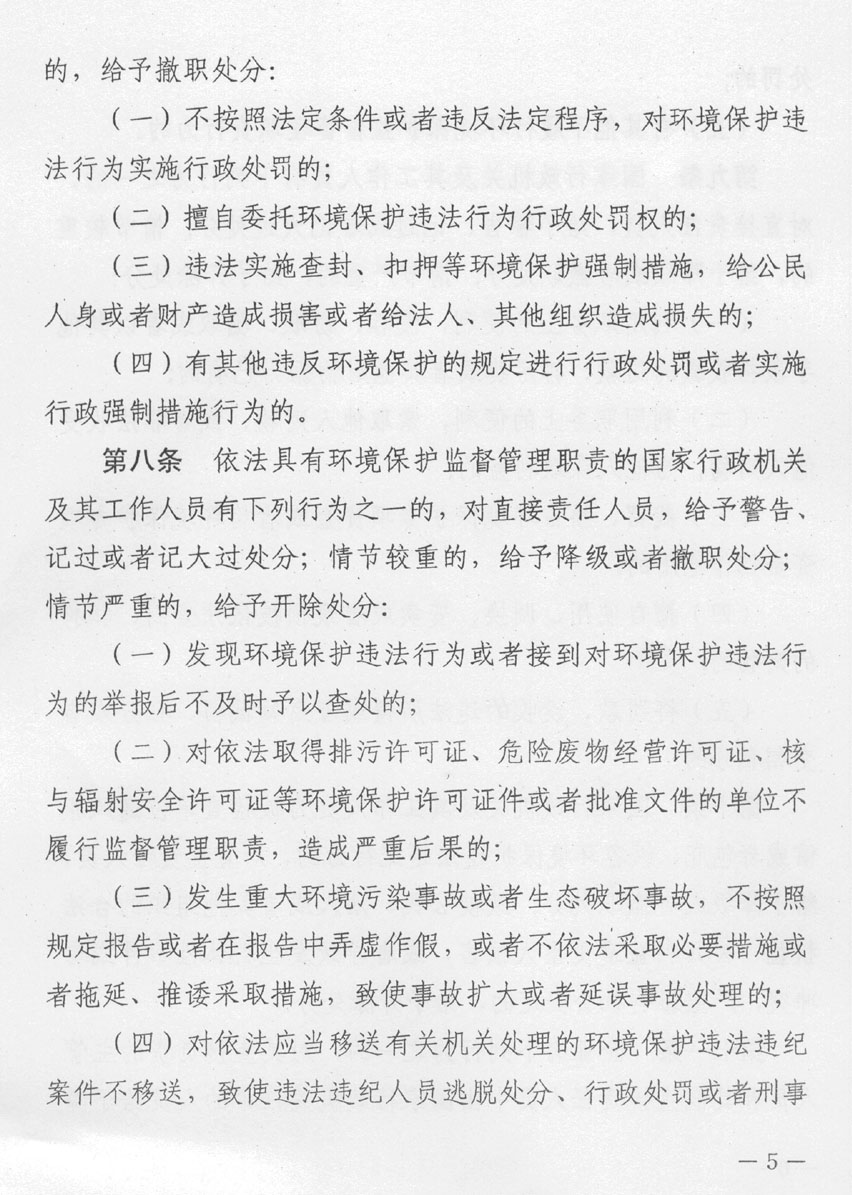 的，给予撤职处分：
（一）不按照法定条件或者违反法定程序，对环境保护违
法行为实施行政处罚的；
（二）擅自委托环境保护违法行为行政处罚权的；
（三）违法实施查封、扣押等环境保护强制措施，给公民
人身或者财产造成损害或者给法人、其他组织造成损失的；
（四）有其他违反环境保护的规定进行行政处罚或者实施
行政强制措施行为的。
第八条　依法具有环境保护监督管理职责的国家行政机关
及其工作人员有下列行为之一的，对直接责任人员，给予警告、
记过或者记大过处分；情节较重的，给予降级或者撤职处分；
情节严重的，给予开除处分：
（一）发现环境保护违法行为或者接到对环境保护违法行
为的举报后不及时予以查处的；
（二）对依法取得排污许可证、危险废物经营许可证、核
与辐射安全许可证等环境保护许可证件或者批准文件的单位不
履行监督管理职责，造成严重后果的；
（三）发生重大环境污染事故或者生态破坏事故，不按照
规定报告或者在报告中弄虚作假，或者不依法采取必要措施或
者拖延、推诿采取措施，致使事故扩大或者延误事故处理的；
（四）对依法应当移送有关机关处理的环境保护违法违纪
案件不移送，致使违法违纪人员逃脱处分、行政处罚或者刑事
— 5 —